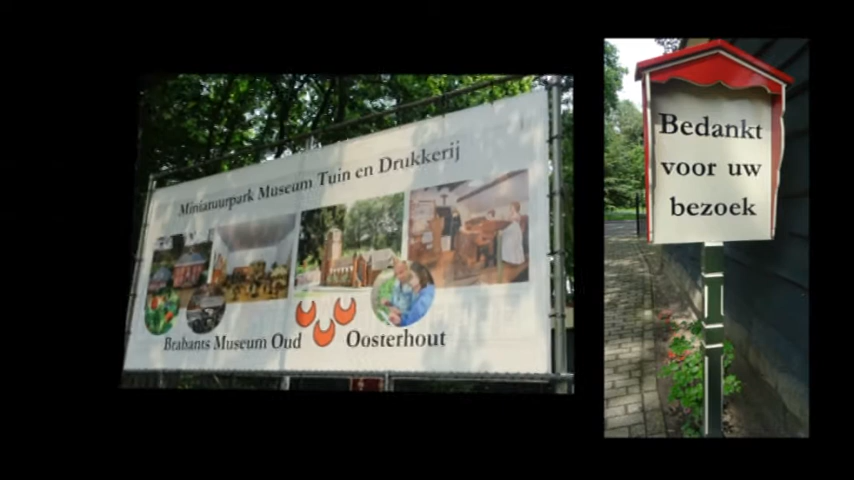 Miniatuurpark Museum Tuin en Drukkerij
Brabants Museum Oud Oosterhout
Bedankt
voor uw
bezoek